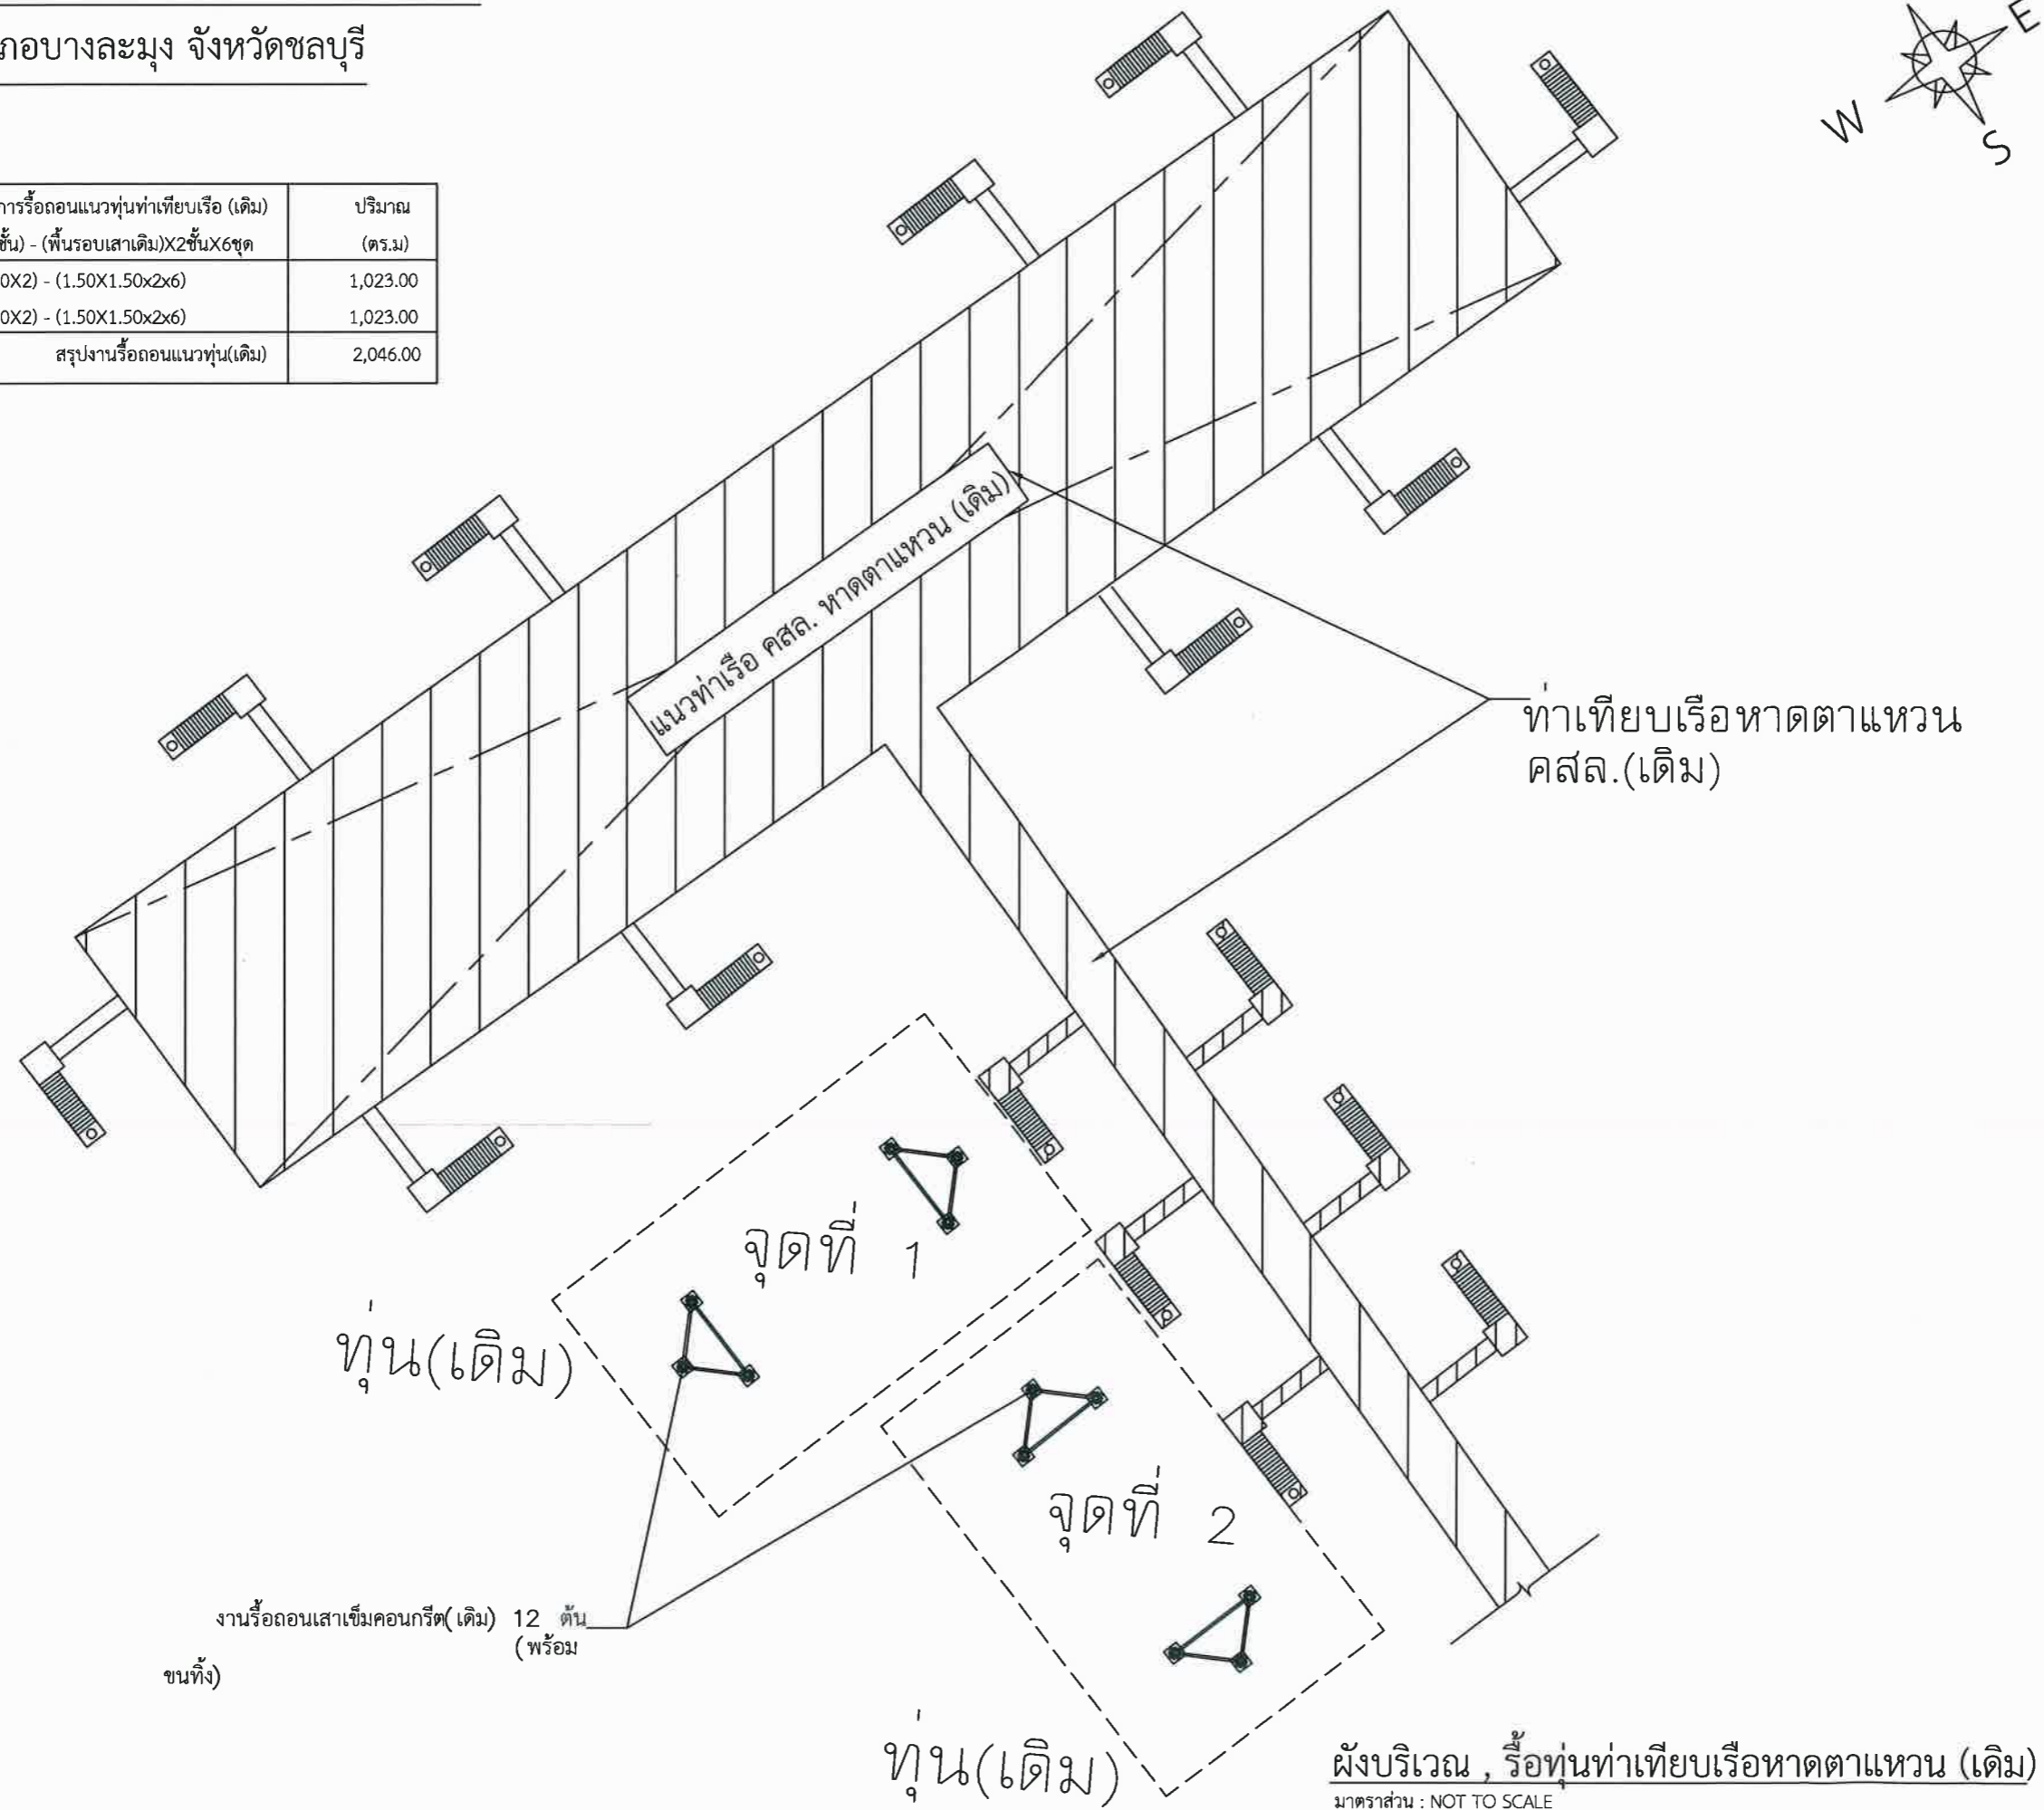 ภอบางละมุง จังหวัดชลบุรี
E
W
S
การรื้อถอนแนวทุ่นท่าเทียบเรือ (เดิม) ปริมาณ
ชั้น) - (พื้นรอบเสาเดิม)X2ชั้นX6ชุด (ตร.ม)
0X2) - (1.50X1.50x2x6) 1,023.00
0X2) - (1.50X1.50x2x6) 1,023.00
สรุปงานรื้อถอนแนวทุ่น(เดิม) 2,046.00
แนวท่าเรือ คสล. หาดตาแหวน (เดิม)
ท่าเทียบเรือหาดตาแหวน
คสล.(เดิม)
จุดที่ 1
ทุ่น(เดิม)
จุดที่ 2
งานรื้อถอนเสาเข็มคอนกรีต(เดิม) 12 ต้น
(พร้อม
ขนทิ้ง)
ทุ่น(เดิม)
ผังบริเวณ , รื้อทุ่นท่าเทียบเรือหาดตาแหวน (เดิม)
มาตราส่วน : NOT TO SCALE